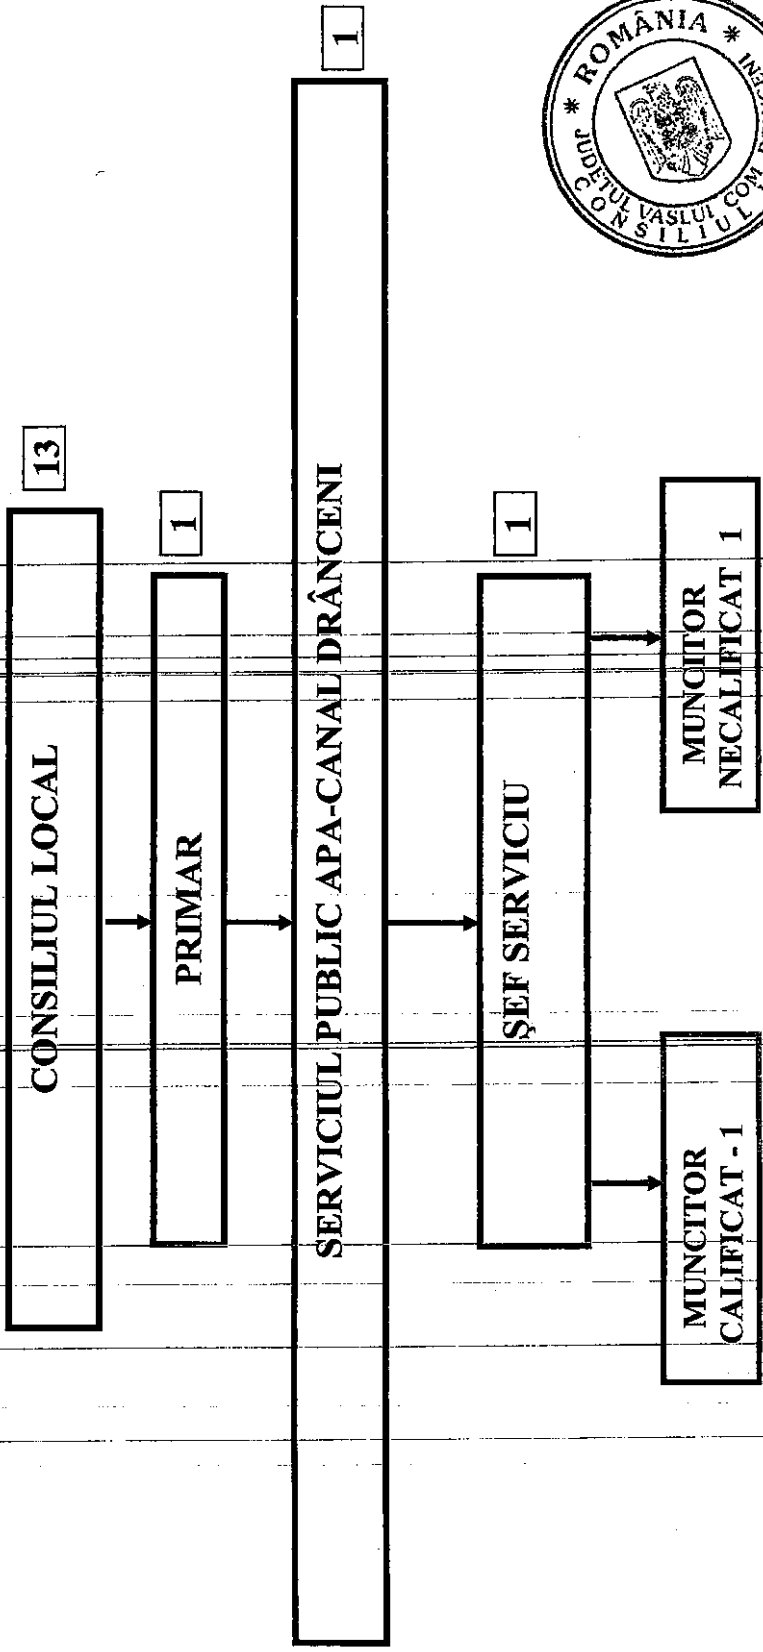 13
CONSILIUL LOCAL
1
PRIMAR
1
SERVICIUL PUBLIC APA-CANAL DRÂNCENI
1
ŞEF SERVICIU
MUNCITOR
CALIFICAT - 1
MUNCITOR
NECALIFICAT 1
* ROMÂNIA *
JUDEŢUL VASLUI COM
CONSILIUL